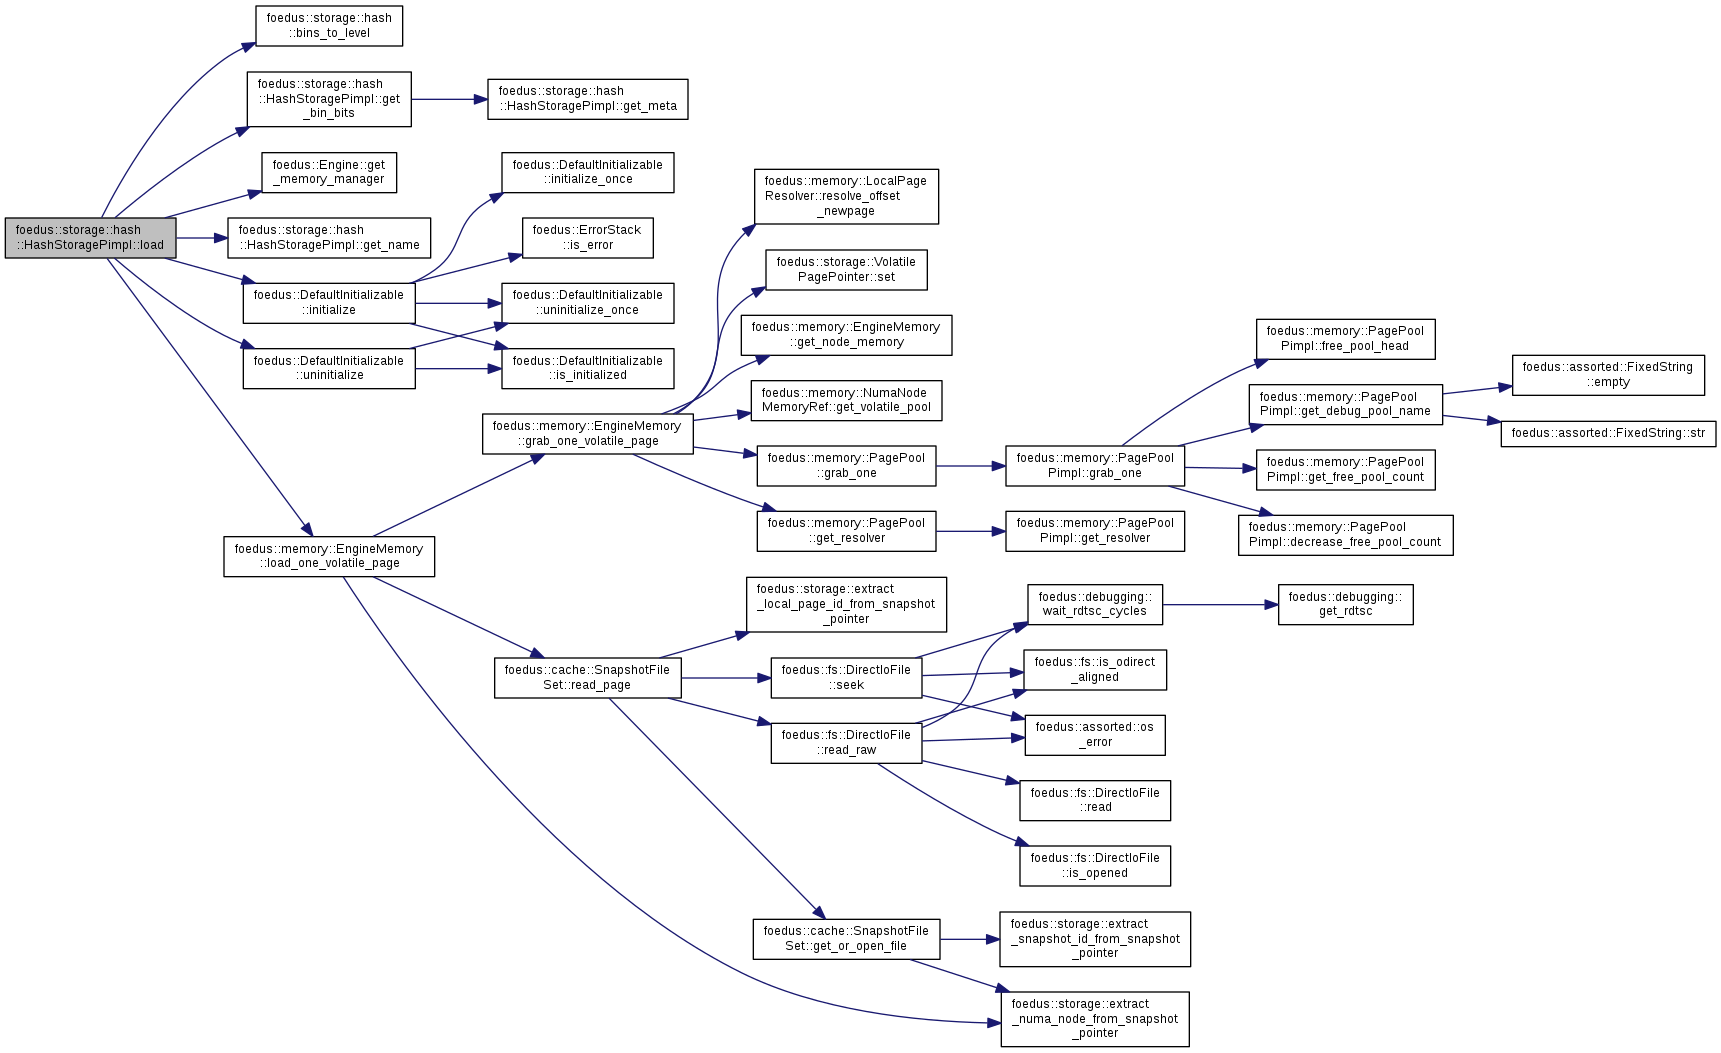 foedus::storage::hash
::bins_to_level
foedus::storage::hash
::HashStoragePimpl::get
_bin_bits
foedus::storage::hash
::HashStoragePimpl::get_meta
foedus::Engine::get
_memory_manager
foedus::storage::hash
::HashStoragePimpl::load
foedus::storage::hash
::HashStoragePimpl::get_name
foedus::DefaultInitializable
::initialize
foedus::DefaultInitializable
::uninitialize
foedus::DefaultInitializable
::initialize_once
foedus::ErrorStack
::is_error
foedus::DefaultInitializable
::uninitialize_once
foedus::DefaultInitializable
::is_initialized
foedus::memory::EngineMemory
::load_one_volatile_page
foedus::memory::EngineMemory
::grab_one_volatile_page
foedus::memory::LocalPage
Resolver::resolve_offset
_newpage
foedus::storage::Volatile
PagePointer::set
foedus::memory::EngineMemory
::get_node_memory
foedus::memory::NumaNode
MemoryRef::get_volatile_pool
foedus::memory::PagePool
::grab_one
foedus::memory::PagePool
::get_resolver
foedus::memory::PagePool
Pimpl::grab_one
foedus::memory::PagePool
Pimpl::get_resolver
foedus::memory::PagePool
Pimpl::free_pool_head
foedus::memory::PagePool
Pimpl::get_debug_pool_name
foedus::memory::PagePool
Pimpl::get_free_pool_count
foedus::memory::PagePool
Pimpl::decrease_free_pool_count
foedus::assorted::FixedString
::empty
foedus::assorted::FixedString::str
foedus::cache::SnapshotFile
Set::read_page
foedus::storage::extract
_local_page_id_from_snapshot
_pointer
foedus::fs::DirectIoFile
::seek
foedus::fs::DirectIoFile
::read_raw
foedus::debugging::
wait_rdtsc_cycles
foedus::debugging::
get_rdtsc
foedus::fs::is_odirect
_aligned
foedus::assorted::os
_error
foedus::fs::DirectIoFile
::read
foedus::fs::DirectIoFile
::is_opened
foedus::cache::SnapshotFile
Set::get_or_open_file
foedus::storage::extract
_snapshot_id_from_snapshot
_pointer
foedus::storage::extract
_numa_node_from_snapshot
_pointer